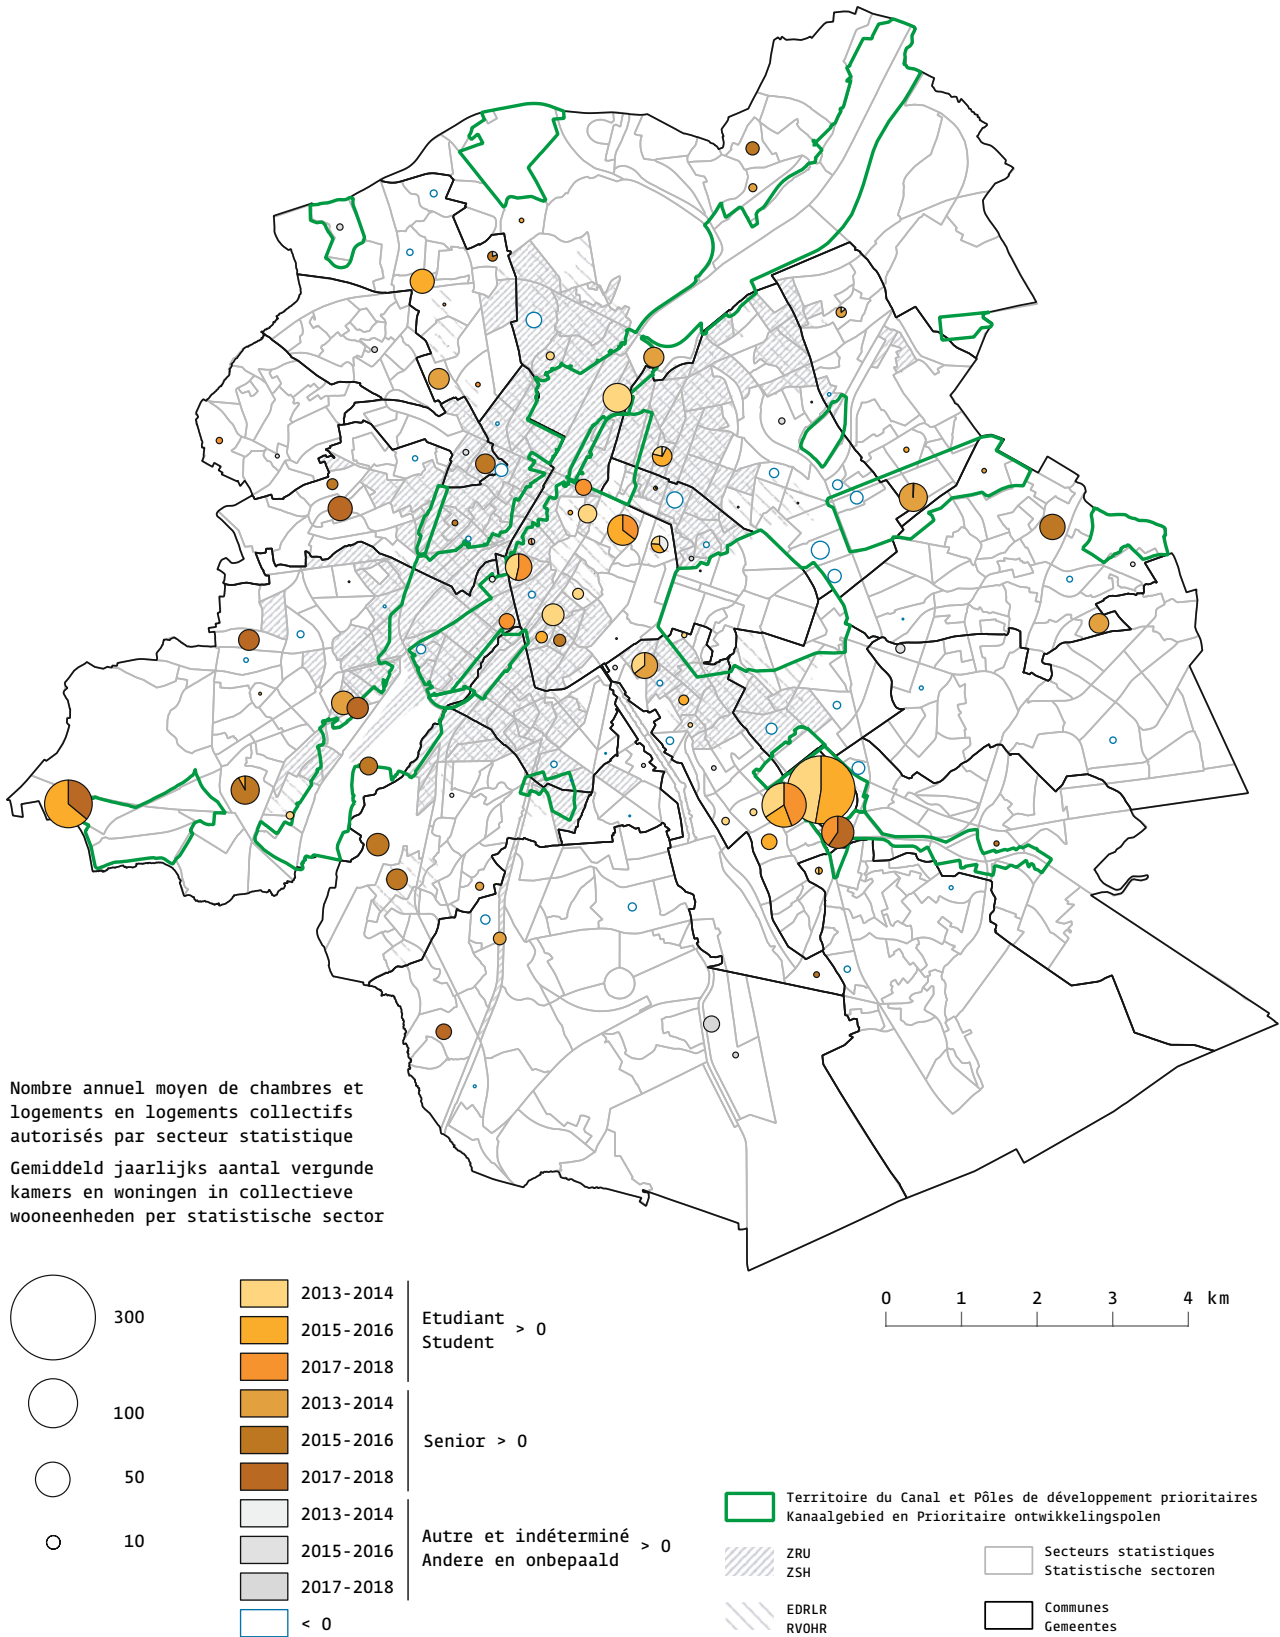 Nombre annuel moyen de chambres et
logements en logements collectifs
autorisés par secteur statistique
Gemiddeld jaarlijks aantal vergunde
kamers en woningen in collectieve
wooneenheden per statistische sector
300
100
50
10
2013-2014
2015-2016
2017-2018
Etudiant
Student
> 0
2013-2014
2015-2016
2017-2018
Senior > 0
2013-2014
2015-2016
2017-2018
Autre et indéterminé
Andere en onbepaald
> 0
< 0
0 1 2 3 4 km
Territoire du Canal et Pôles de développement prioritaires
Kanaalgebied en Prioritaire ontwikkelingspolen
ZRU
ZSH
EDRLR
RVOHR
Secteurs statistiques
Statistische sectoren
Communes
Gemeentes